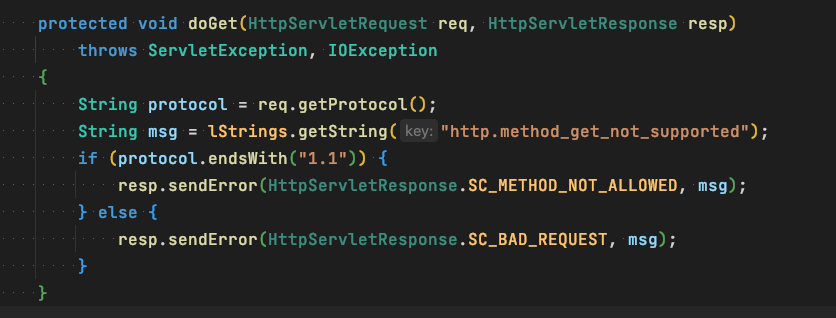 protected void doGet(HttpServletRequest req, HttpServletResponse resp)
throws ServletException, IOException
{
String protocol = req.getProtocol();
String msg = lStrings.getString( key: "http.method_get_not_supported");
if (protocol.endsWith("1.1")) {
resp.sendError(HttpServletResponse.SC_METHOD_NOT_ALLOWED, msg);
} else {
resp.sendError(HttpServletResponse.SC_BAD_REQUEST, msg);
}
}